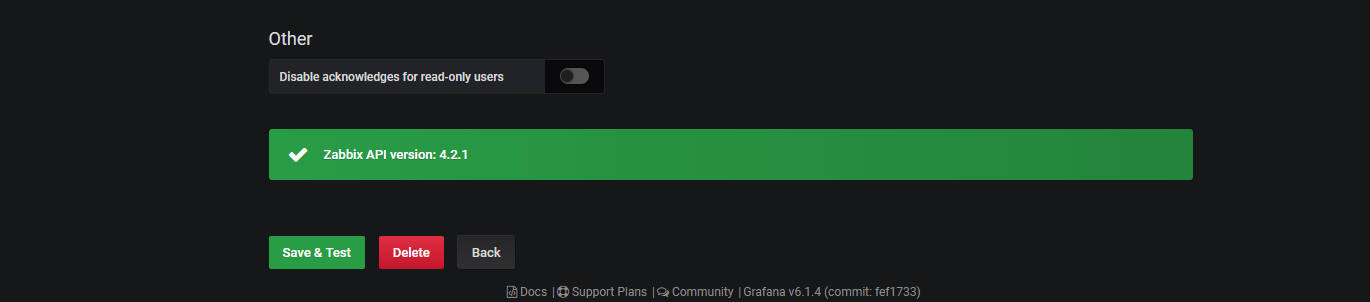 Other
Disable acknowledges for read-only users
Zabbix API version: 4.2.1
Save & Test Delete Back
Docs | Support Plans | Community | Grafana v6.1.4 (commit: fef1733)